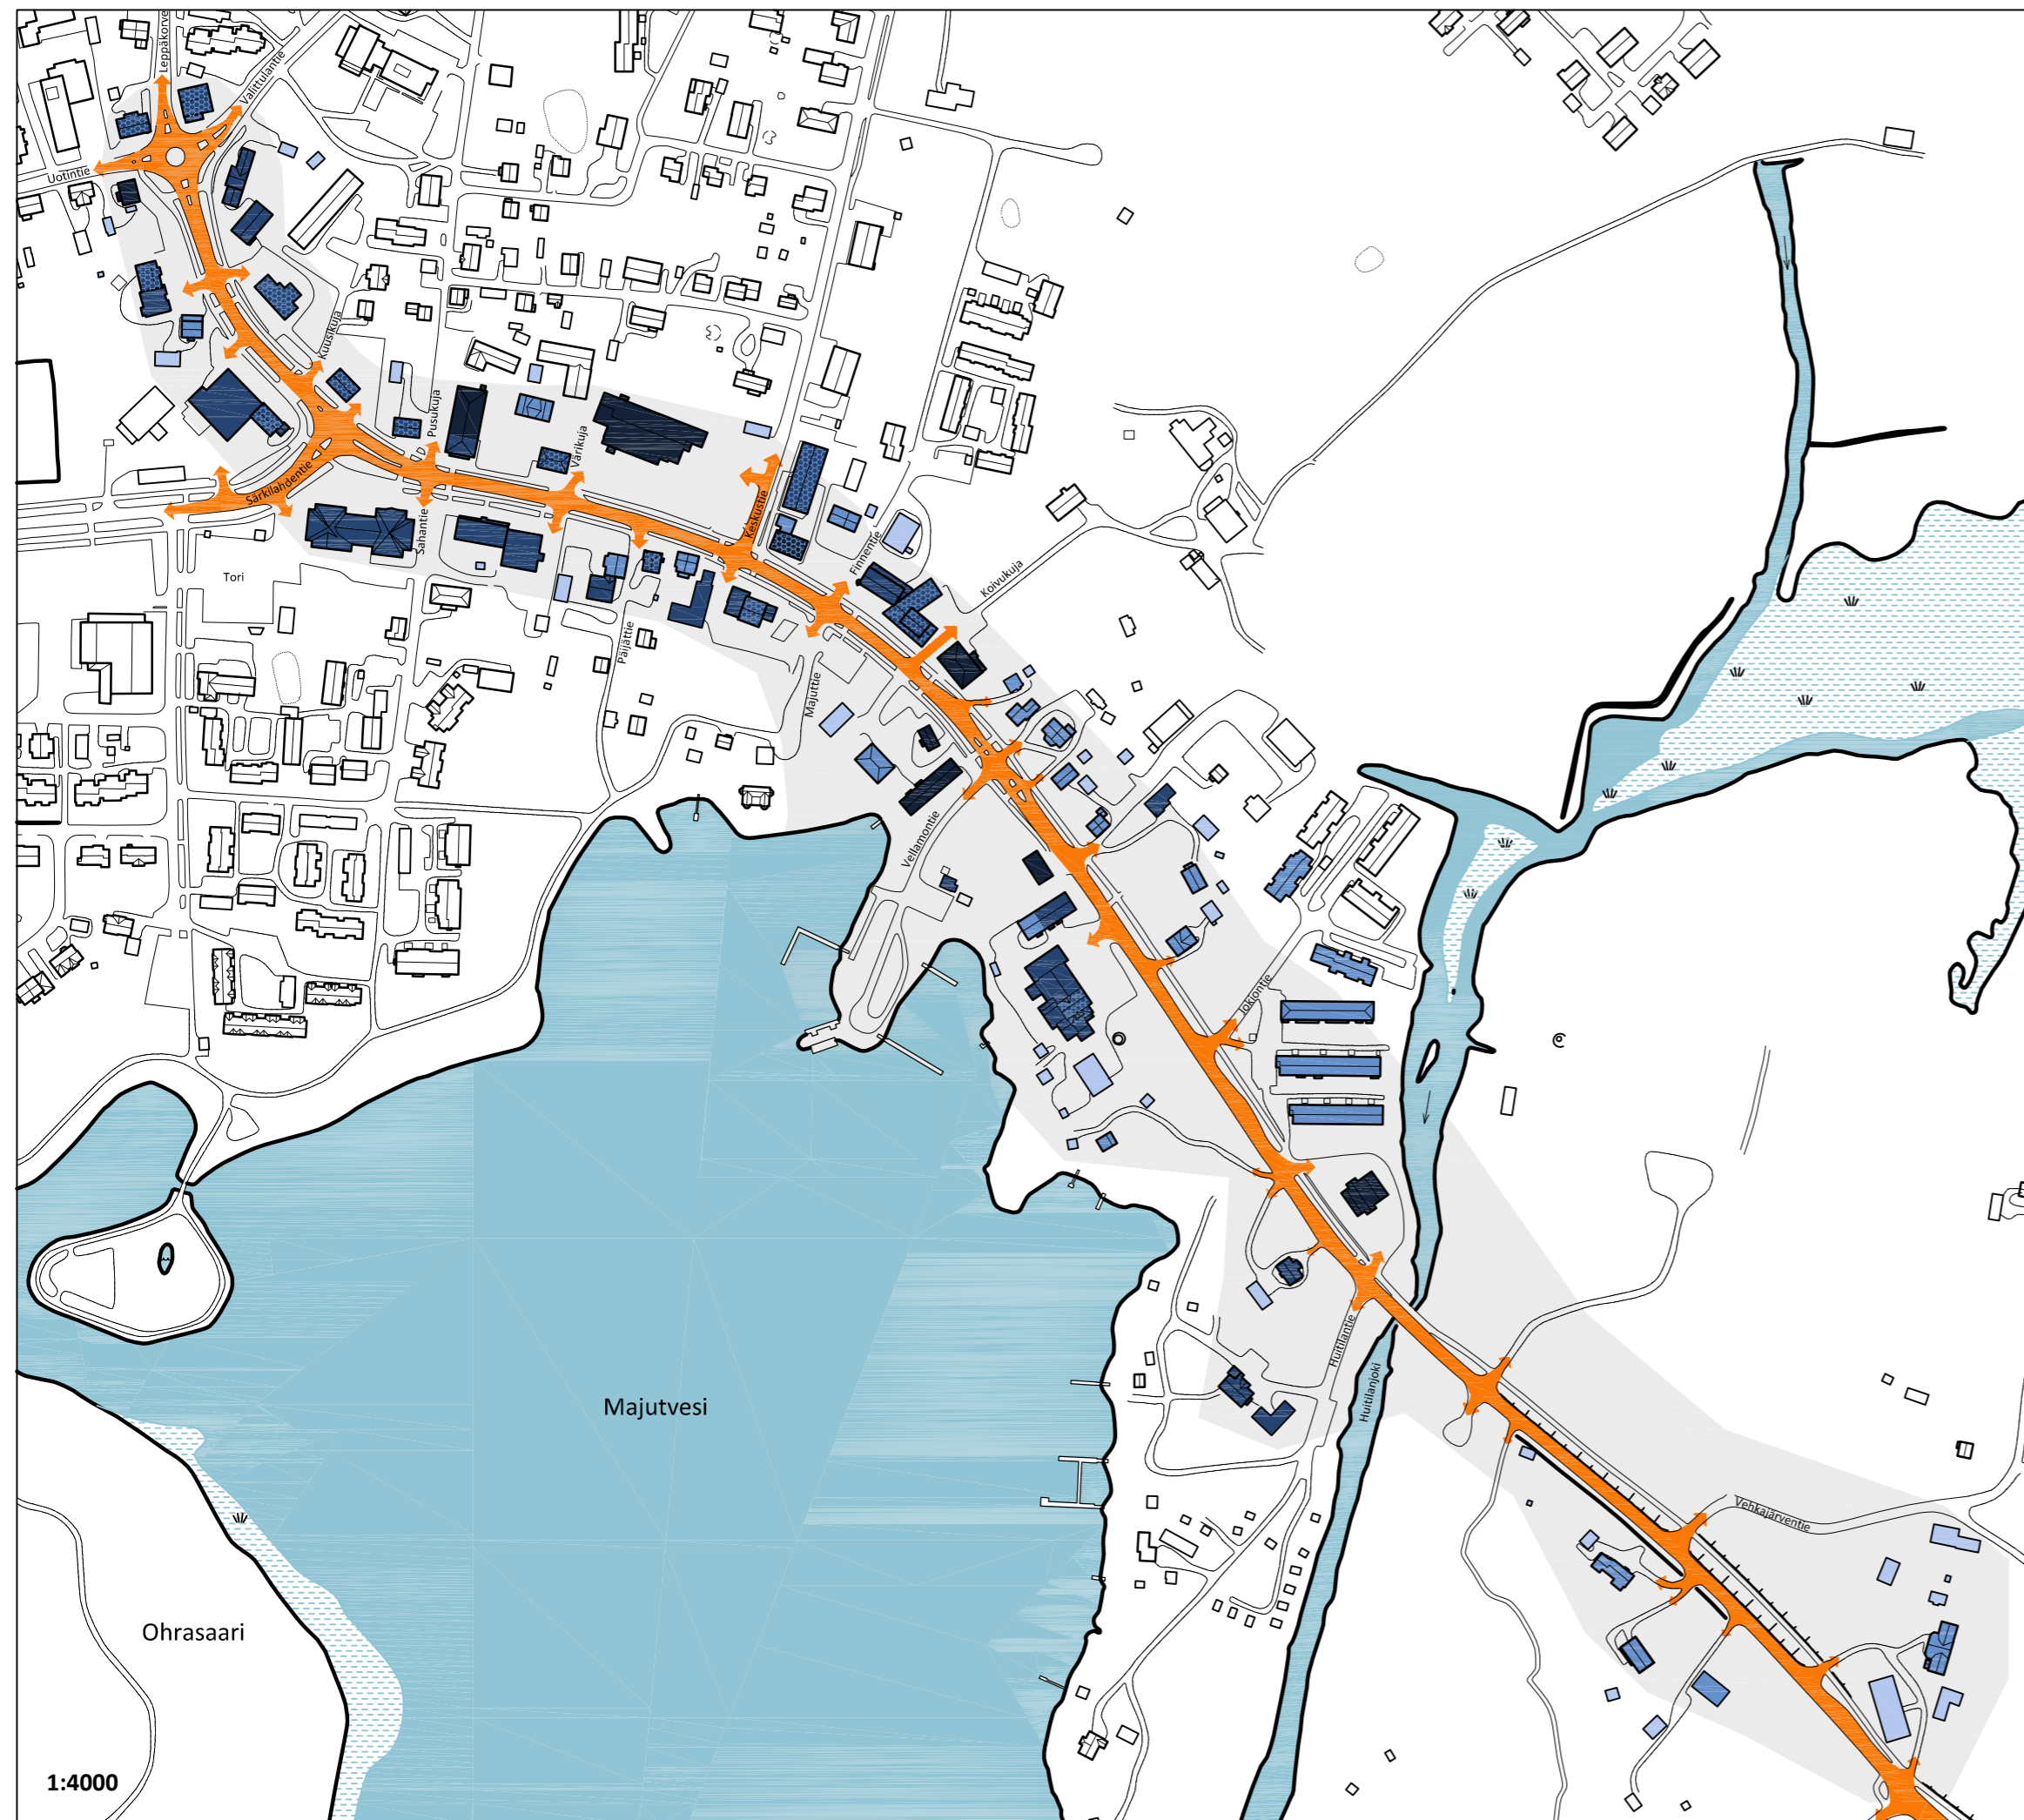 Leppäkorve
Valittulantie
Uotintie
Kuusikuja
Pusukuja
Värikuja
Särkilahdentie
Keskustie
Sahantie
Finnentie
Tori
Koivukuja
Päijättie
Majuttie
Vellamontie
Jokiontie
Huitilantie
Huitilanjoki
Majutvesi
Vehkajärventie
Ohrasaari
1:4000